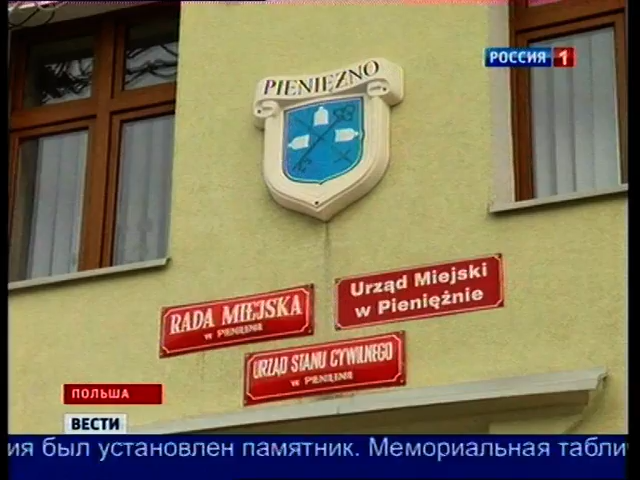 PIENIĘŻNO
РОССИЯ 1
Urząd Miejski
w Pieniężnie
RADA MIEJSKA
URZĄD STANU CYWILNEGO
ПОЛЬША
ВЕСТИ
ия был установлен памятник. Мемориальная табли